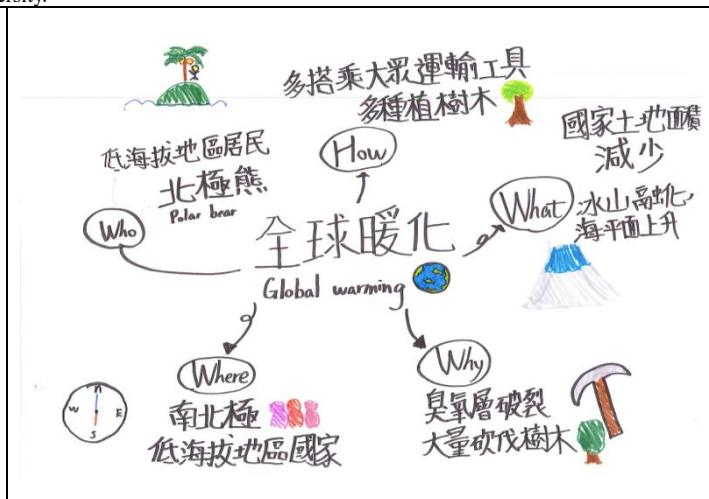 ersity.
多搭乘大眾運輸工具
多種植樹木
How
國家土地面積
減少
What
冰山融化,
海平面上升
低海拔地區居民
北極熊
Polar bear
Who
全球暖化
Global warming
Where
南北極
低海拔地區國家
Why
臭氧層破裂
大量砍伐樹木
n
W
E
S